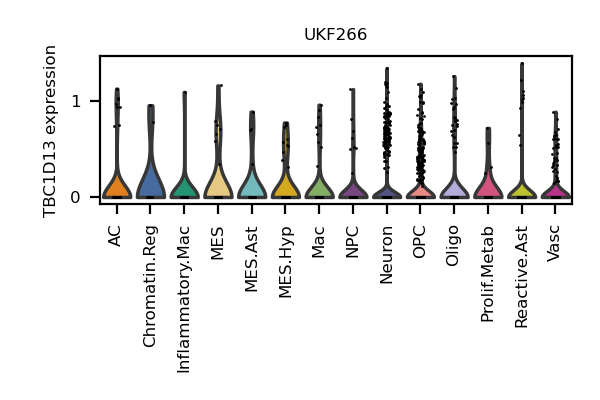 UKF266
TBC1D13 expression
1
0
AC
Chromatin.Reg
Inflammatory.Mac
MES
MES.Ast
MES.Hyp
Mac
NPC
Neuron
OPC
Oligo
Prolif.Metab
Reactive.Ast
Vasc